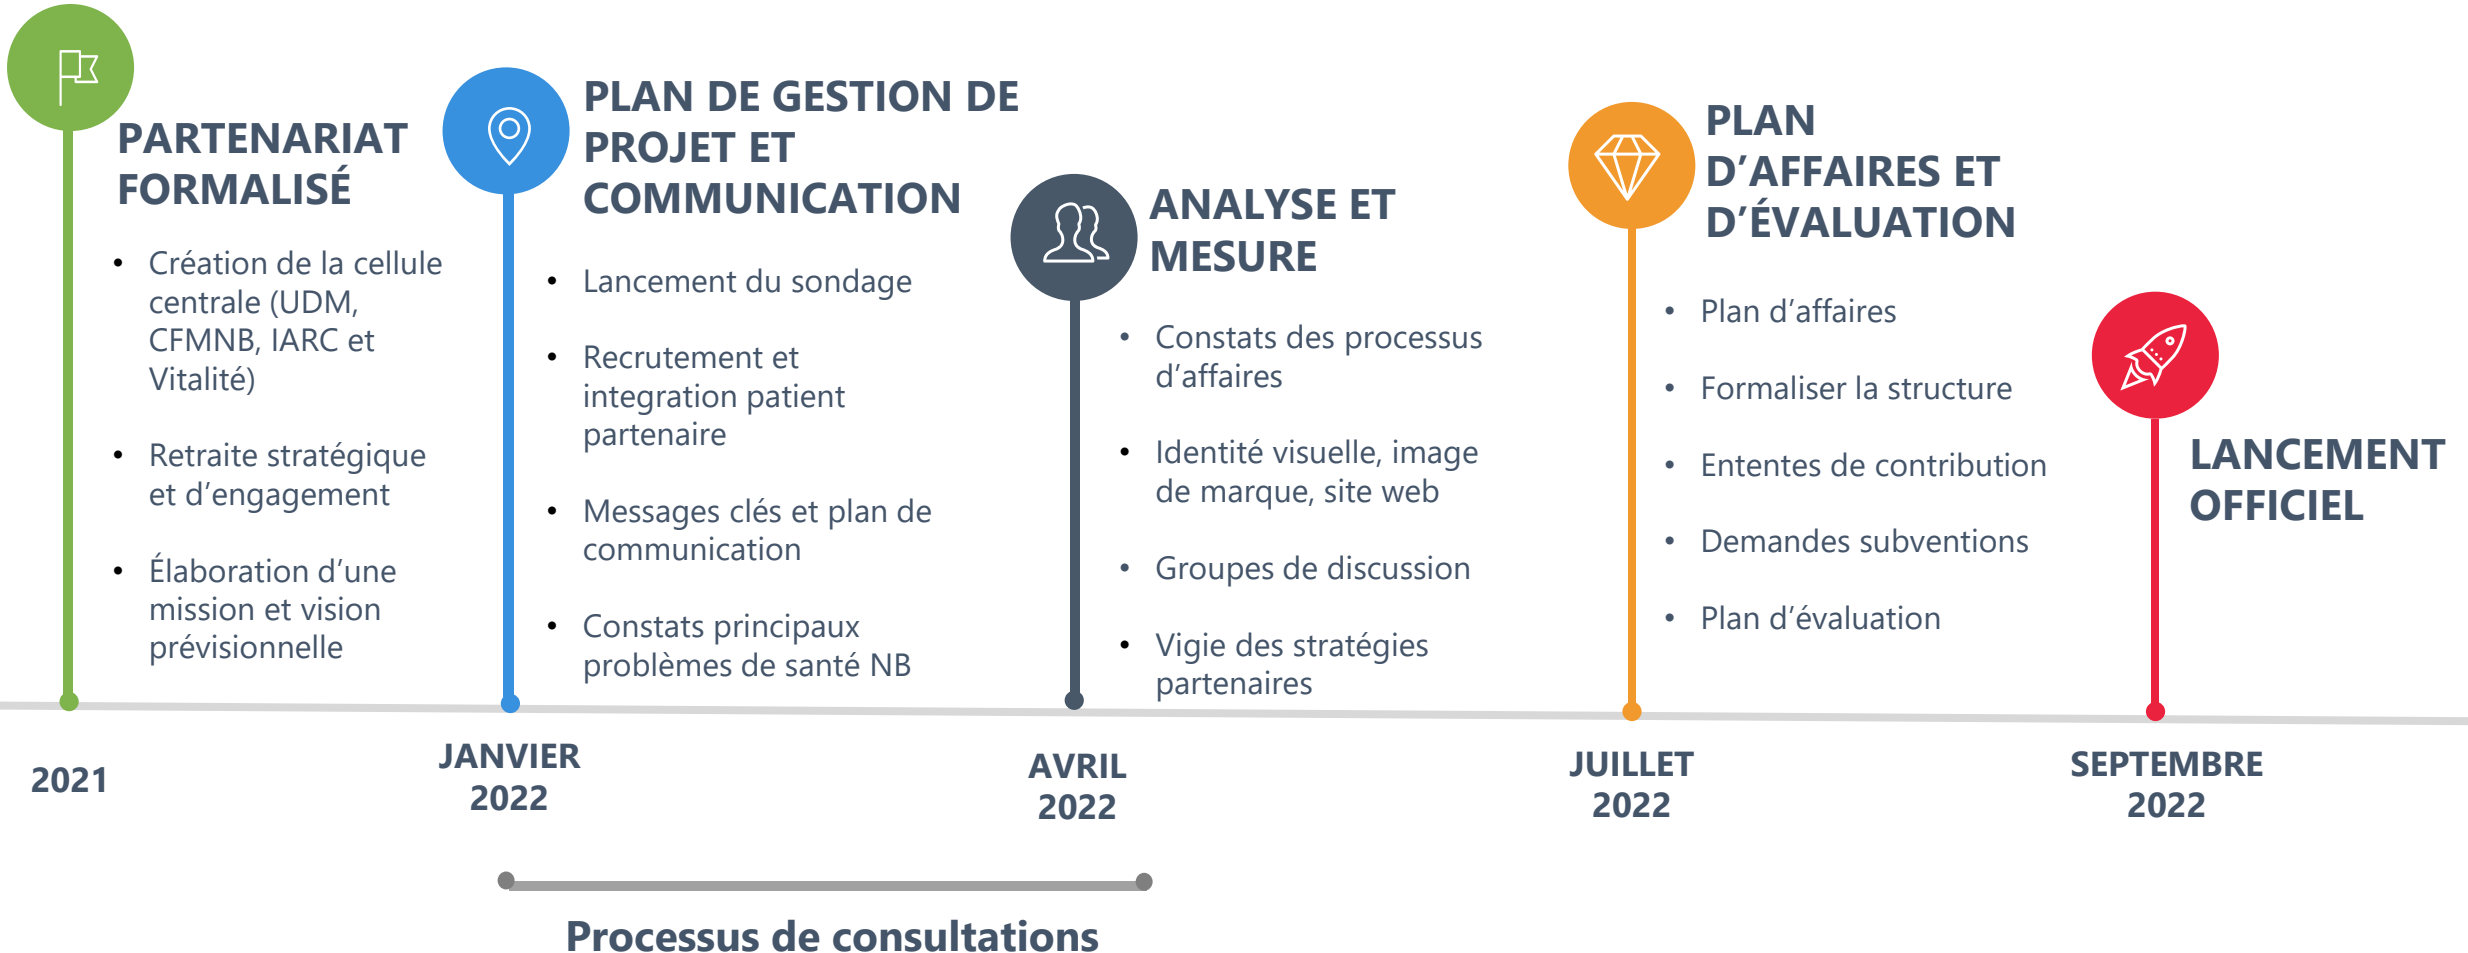 PARTENARIAT
FORMALISÉ
• Création de la cellule
centrale (UDM,
CFMNB, IARC et
Vitalité)
• Retraite stratégique
et d’engagement
• Élaboration d’une
mission et vision
prévisionnelle
2021
PLAN DE GESTION DE
PROJET ET
COMMUNICATION
• Lancement du sondage
• Recrutement et
integration patient
partenaire
• Messages clés et plan de
communication
• Constats principaux
problèmes de santé NB
JANVIER
2022
ANALYSE ET
MESURE
• Constats des processus
d’affaires
• Identité visuelle, image
de marque, site web
• Groupes de discussion
• Vigie des stratégies
partenaires
AVRIL
2022
PLAN
D’AFFAIRES ET
D’ÉVALUATION
• Plan d’affaires
• Formaliser la structure
• Ententes de contribution
• Demandes subventions
• Plan d’évaluation
JUILLET
2022
LANCEMENT
OFFICIEL
SEPTEMBRE
2022
Processus de consultations